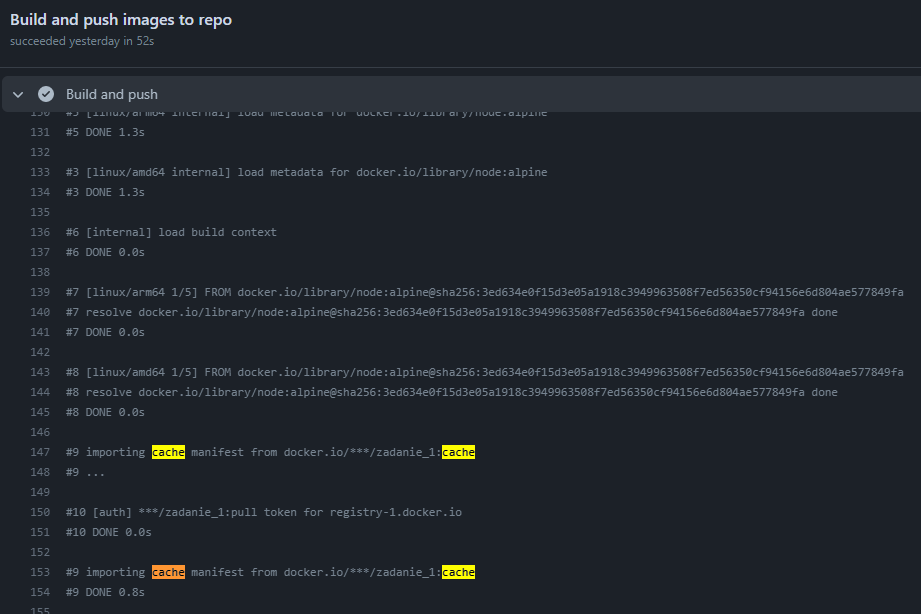 Build and push images to repo
succeeded yesterday in 52s
Build and push
130 #5 [linux/arm64 internal] load metadata for docker.io/library/node:alpine
131 #5 DONE 1.3s
132
133 #3 [linux/amd64 internal] load metadata for docker.io/library/node:alpine
134 #3 DONE 1.3s
135
136 #6 [internal] load build context
137 #6 DONE 0.0s
138
139 #7 [linux/arm64 1/5] FROM docker.io/library/node:alpine@sha256:3ed634e0f15d3e05a1918c3949963508f7ed56350cf94156e6d804ae577849fa
140 #7 resolve docker.io/library/node:alpine@sha256:3ed634e0f15d3e05a1918c3949963508f7ed56350cf94156e6d804ae577849fa done
141 #7 DONE 0.0s
142
143 #8 [linux/amd64 1/5] FROM docker.io/library/node:alpine@sha256:3ed634e0f15d3e05a1918c3949963508f7ed56350cf94156e6d804ae577849fa
144 #8 resolve docker.io/library/node:alpine@sha256:3ed634e0f15d3e05a1918c3949963508f7ed56350cf94156e6d804ae577849fa done
145 #8 DONE 0.0s
146
147 #9 importing cache manifest from docker.io/***/zadanie_1:cache
148 #9 ...
149
150 #10 [auth] ***/zadanie_1:pull token for registry-1.docker.io
151 #10 DONE 0.0s
152
153 #9 importing cache manifest from docker.io/***/zadanie_1:cache
154 #9 DONE 0.8s
155